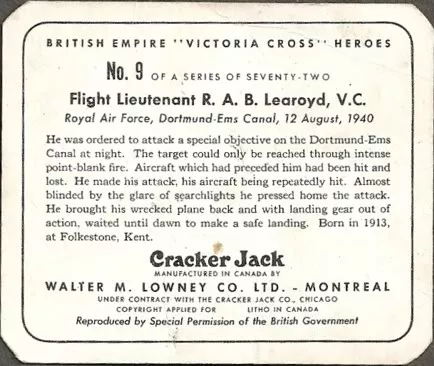 BRITISH EMPIRE "VICTORIA CROSS" HEROES
No. 9 OF A SERIES OF SEVENTY-TWO
Flight Lieutenant R. A. B. Learoyd, V.C.
Royal Air Force, Dortmund-Ems Canal, 12 August, 1940
He was ordered to attack a special objective on the Dortmund-Ems
Canal at night. The target could only be reached through intense
point-blank fire. Aircraft which had preceded him had been hit and
lost. He made his attack, his aircraft being repeatedly hit. Almost
blinded by the glare of searchlights he pressed home the attack.
He brought his wrecked plane back and with landing gear out of
action, waited until dawn to make a safe landing. Born in 1913,
at Folkestone, Kent.
Cracker Jack
MANUFACTURED IN CANADA BY
WALTER M. LOWNEY CO. LTD. - MONTREAL
UNDER CONTRACT WITH THE CRACKER JACK CO., CHICAGO
COPYRIGHT APPLIED FOR LITHO IN CANADA
Reproduced by Special Permission of the British Government